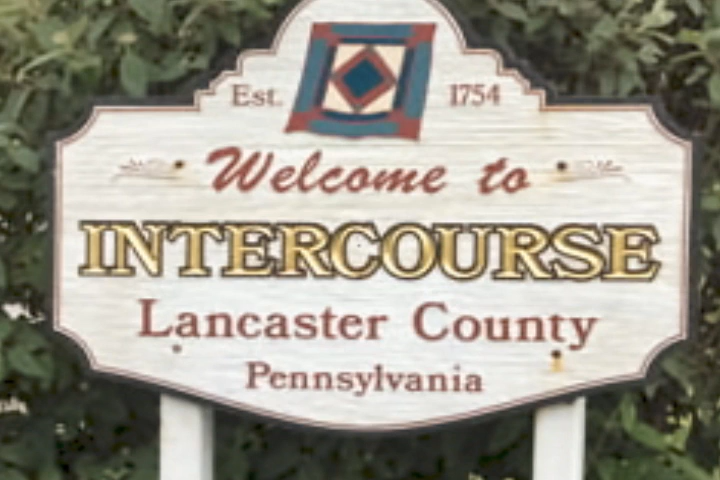 Est. 1754
Welcome to
INTERCOURSE
Lancaster County
Pennsylvania